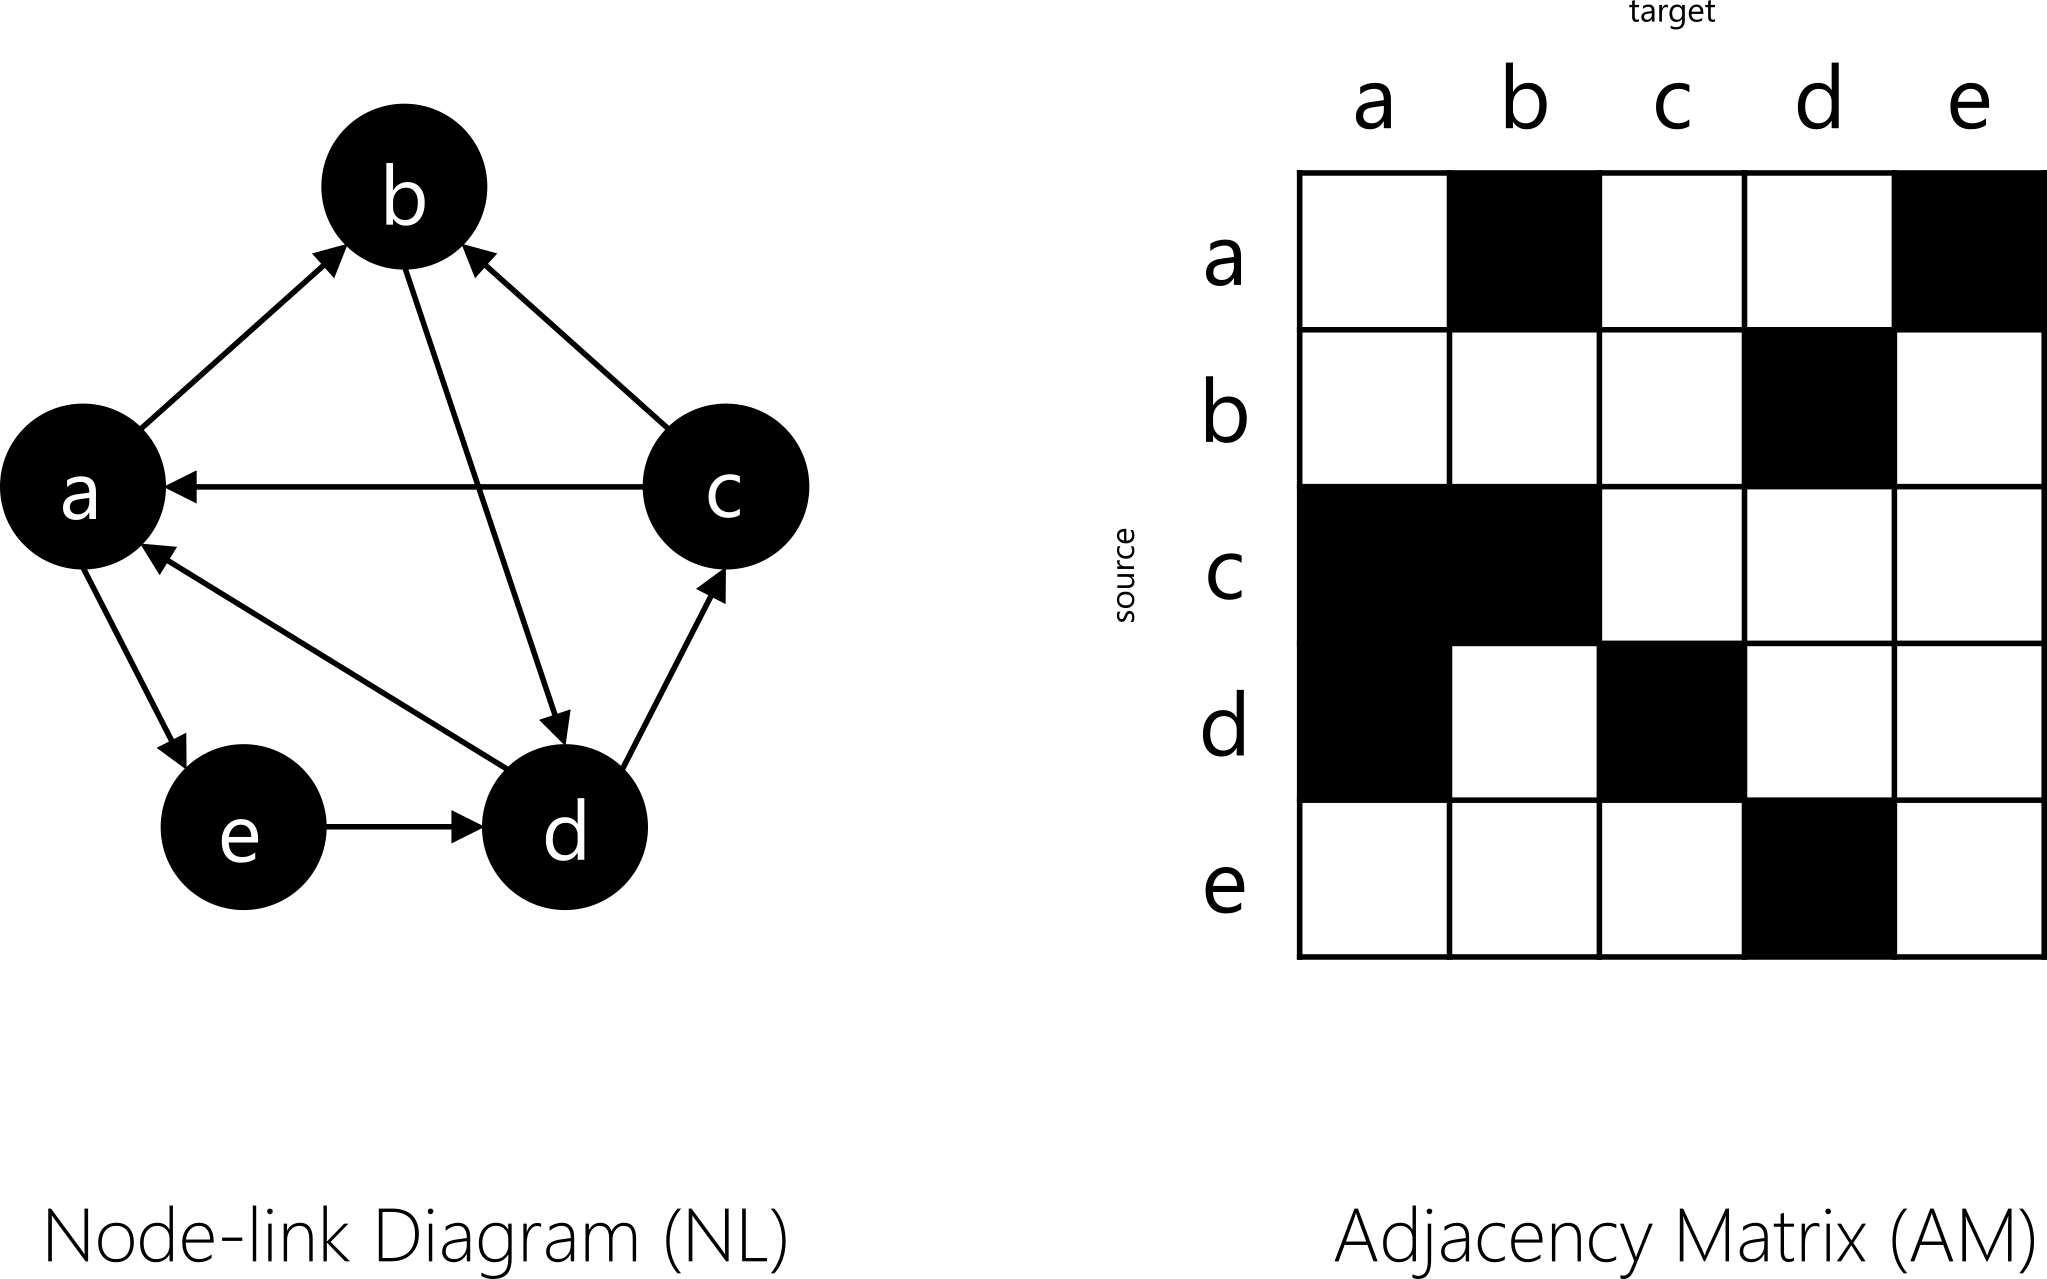 b
a
c
e
d
target
a b c d e
a
b
source
c
d
e
Node-link Diagram (NL)
Adjacency Matrix (AM)